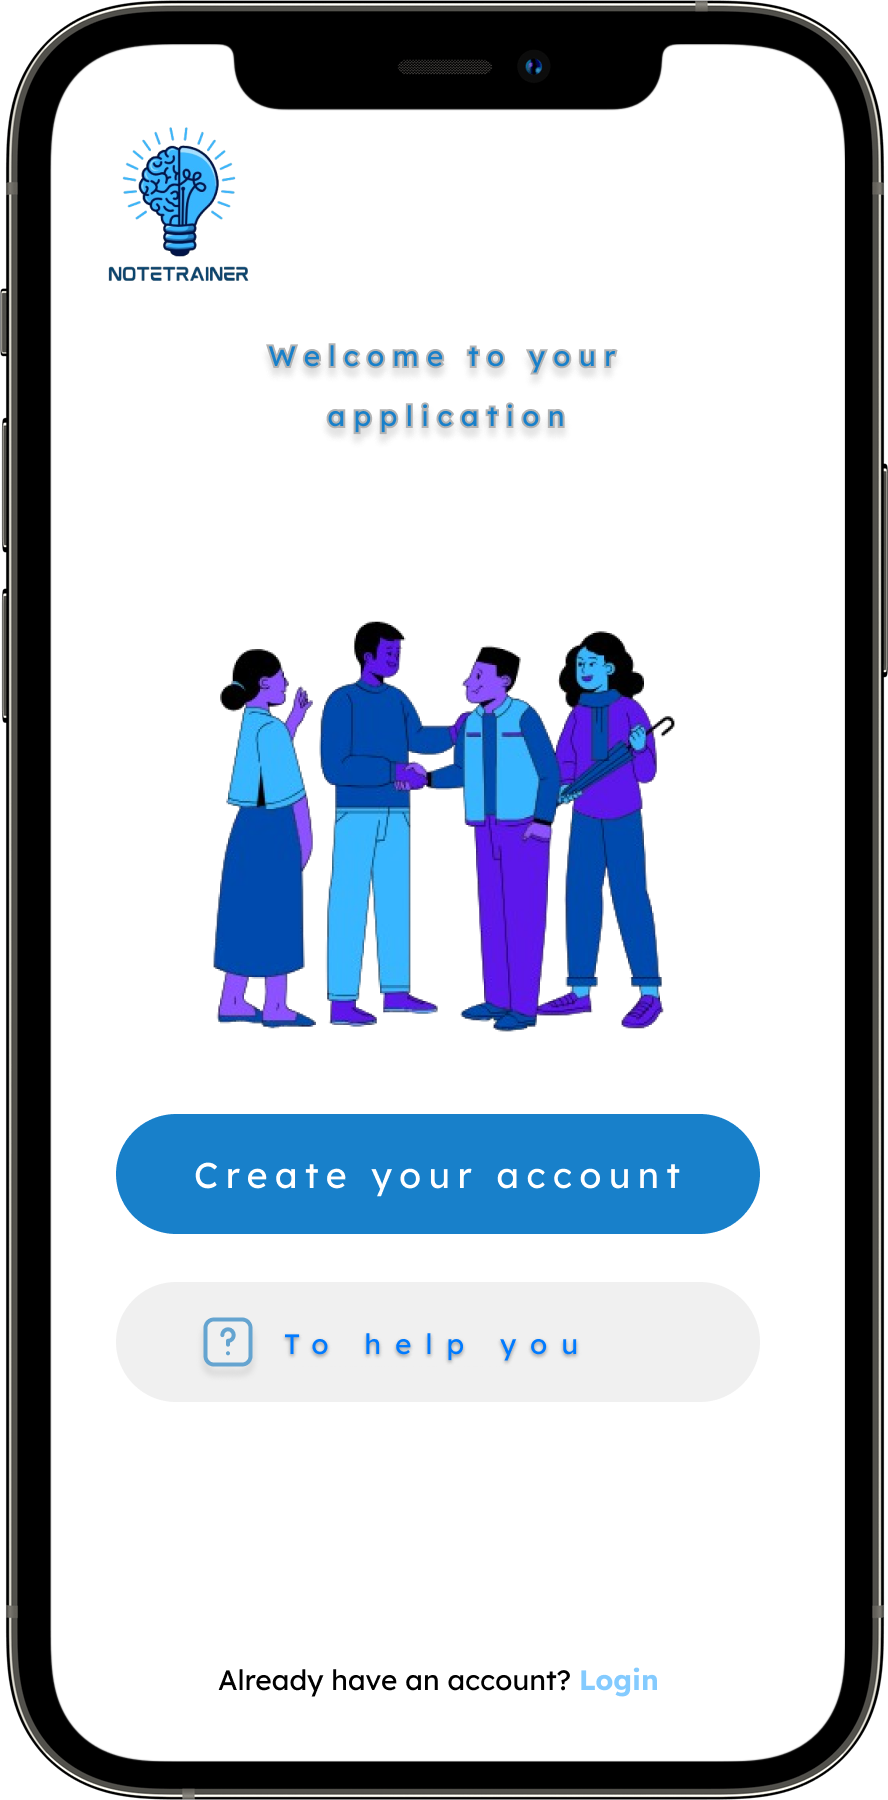 NOTETRAINER
Welcome to your
application
Create your account
? To help you
Already have an account? Login